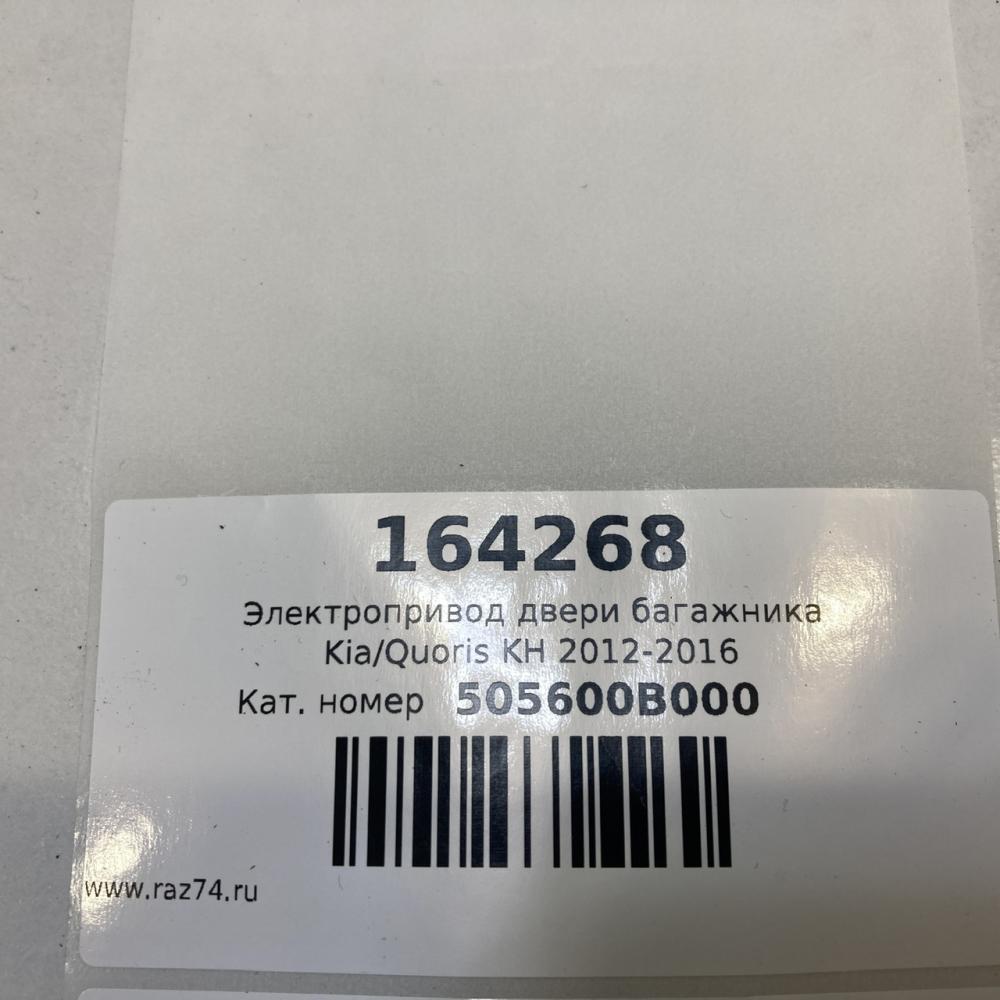 164268
Электропривод двери багажника
Kia/Quoris KH 2012-2016
Кат. номер 505600B000
www.raz74.ru